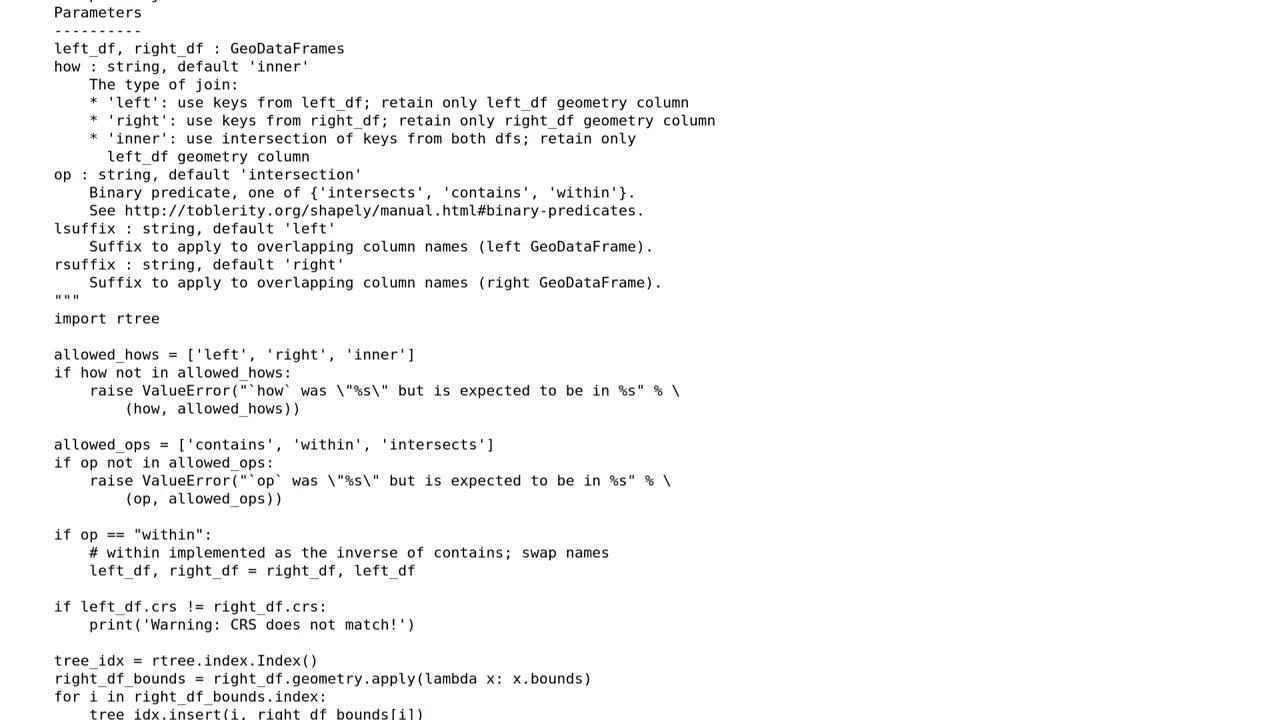 Parameters
----------
left_df, right_df : GeoDataFrames
how : string, default 'inner'
    The type of join:
    * 'left': use keys from left_df; retain only left_df geometry column
    * 'right': use keys from right_df; retain only right_df geometry column
    * 'inner': use intersection of keys from both dfs; retain only
      left_df geometry column
op : string, default 'intersection'
    Binary predicate, one of {'intersects', 'contains', 'within'}.
    See http://toblerity.org/shapely/manual.html#binary-predicates.
lsuffix : string, default 'left'
    Suffix to apply to overlapping column names (left GeoDataFrame).
rsuffix : string, default 'right'
    Suffix to apply to overlapping column names (right GeoDataFrame).
"""
import rtree

allowed_hows = ['left', 'right', 'inner']
if how not in allowed_hows:
    raise ValueError("`how` was \"%s\" but is expected to be in %s" % \
        (how, allowed_hows))

allowed_ops = ['contains', 'within', 'intersects']
if op not in allowed_ops:
    raise ValueError("`op` was \"%s\" but is expected to be in %s" % \
        (op, allowed_ops))

if op == "within":
    # within implemented as the inverse of contains; swap names
    left_df, right_df = right_df, left_df

if left_df.crs != right_df.crs:
    print('Warning: CRS does not match!')

tree_idx = rtree.index.Index()
right_df_bounds = right_df.geometry.apply(lambda x: x.bounds)
for i in right_df_bounds.index:
    tree_idx.insert(i, right_df_bounds[i])